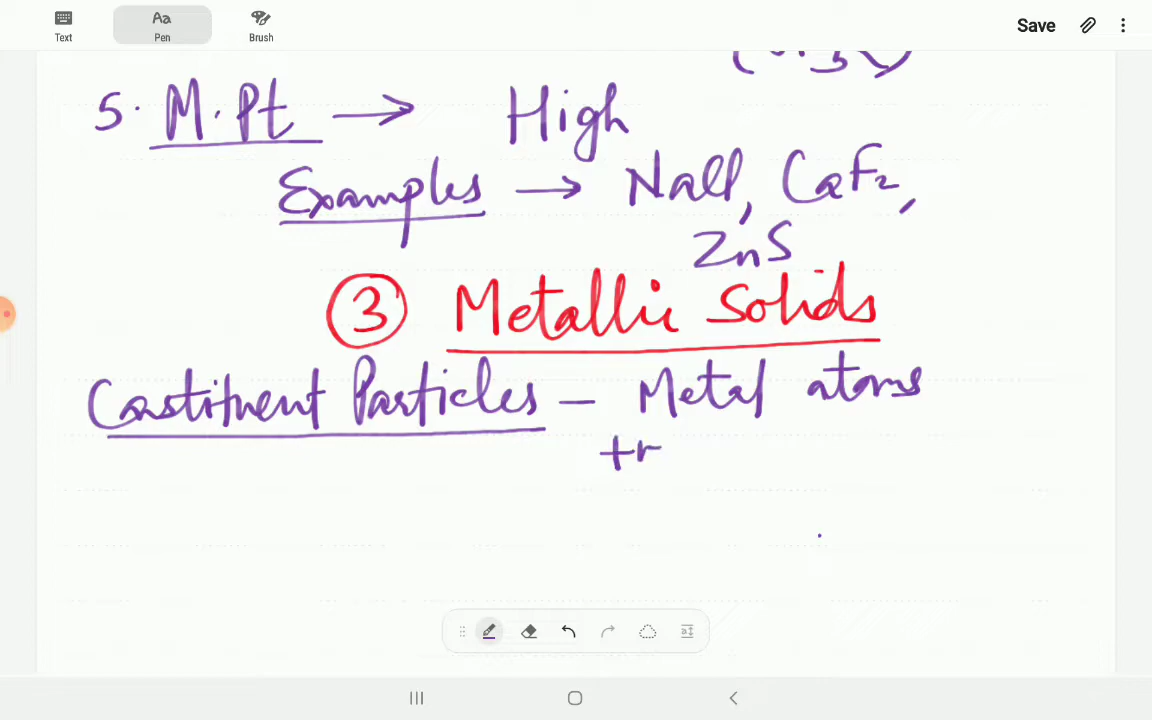 Text
Pen
Brush
Save
5. M.Pt → High
Examples → NaCl, CaF2,
ZnS
③ Metallic Solids
Constituent Particles – Metal atoms
+